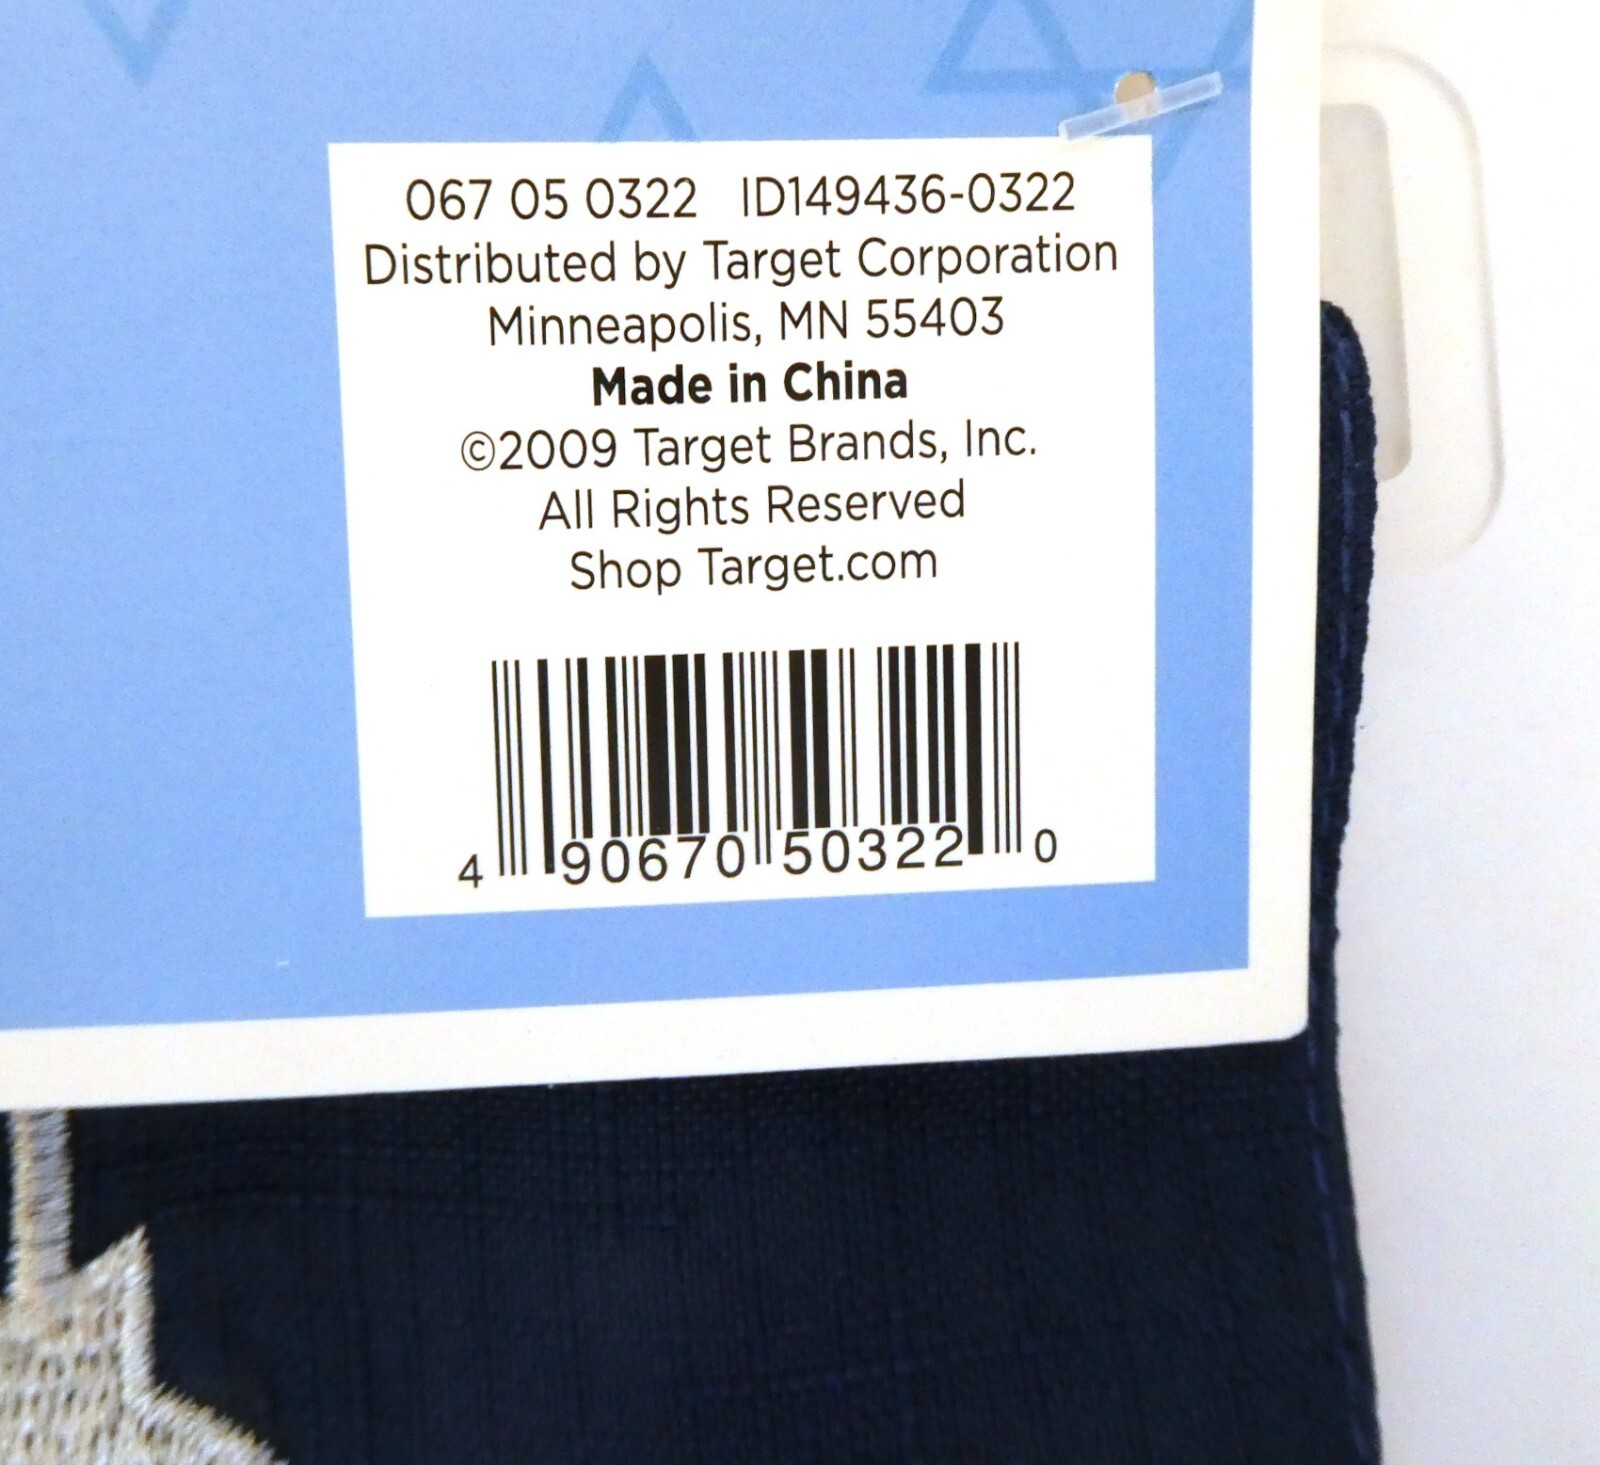 067 05 0322 ID149436-0322
Distributed by Target Corporation
Minneapolis, MN 55403
Made in China
©2009 Target Brands, Inc.
All Rights Reserved
Shop Target.com
4 90670 50322 0